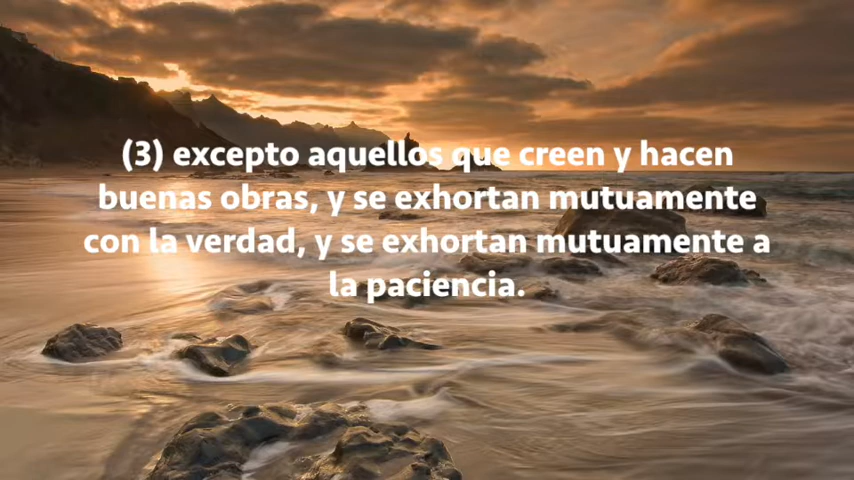 (3) excepto aquellos que creen y hacen
buenas obras, y se exhortan mutuamente
con la verdad, y se exhortan mutuamente a
la paciencia.